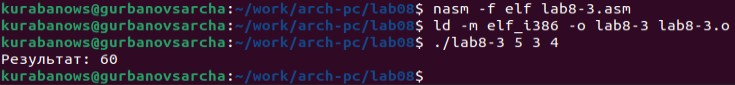 kurabanows@gurbanovsarcha:~/work/arch-pc/lab08$ nasm -f elf lab8-3.asm
kurabanows@gurbanovsarcha:~/work/arch-pc/lab08$ ld -m elf_i386 -o lab8-3 lab8-3.o
kurabanows@gurbanovsarcha:~/work/arch-pc/lab08$ ./lab8-3 5 3 4
Результат: 60
kurabanows@gurbanovsarcha:~/work/arch-pc/lab08$